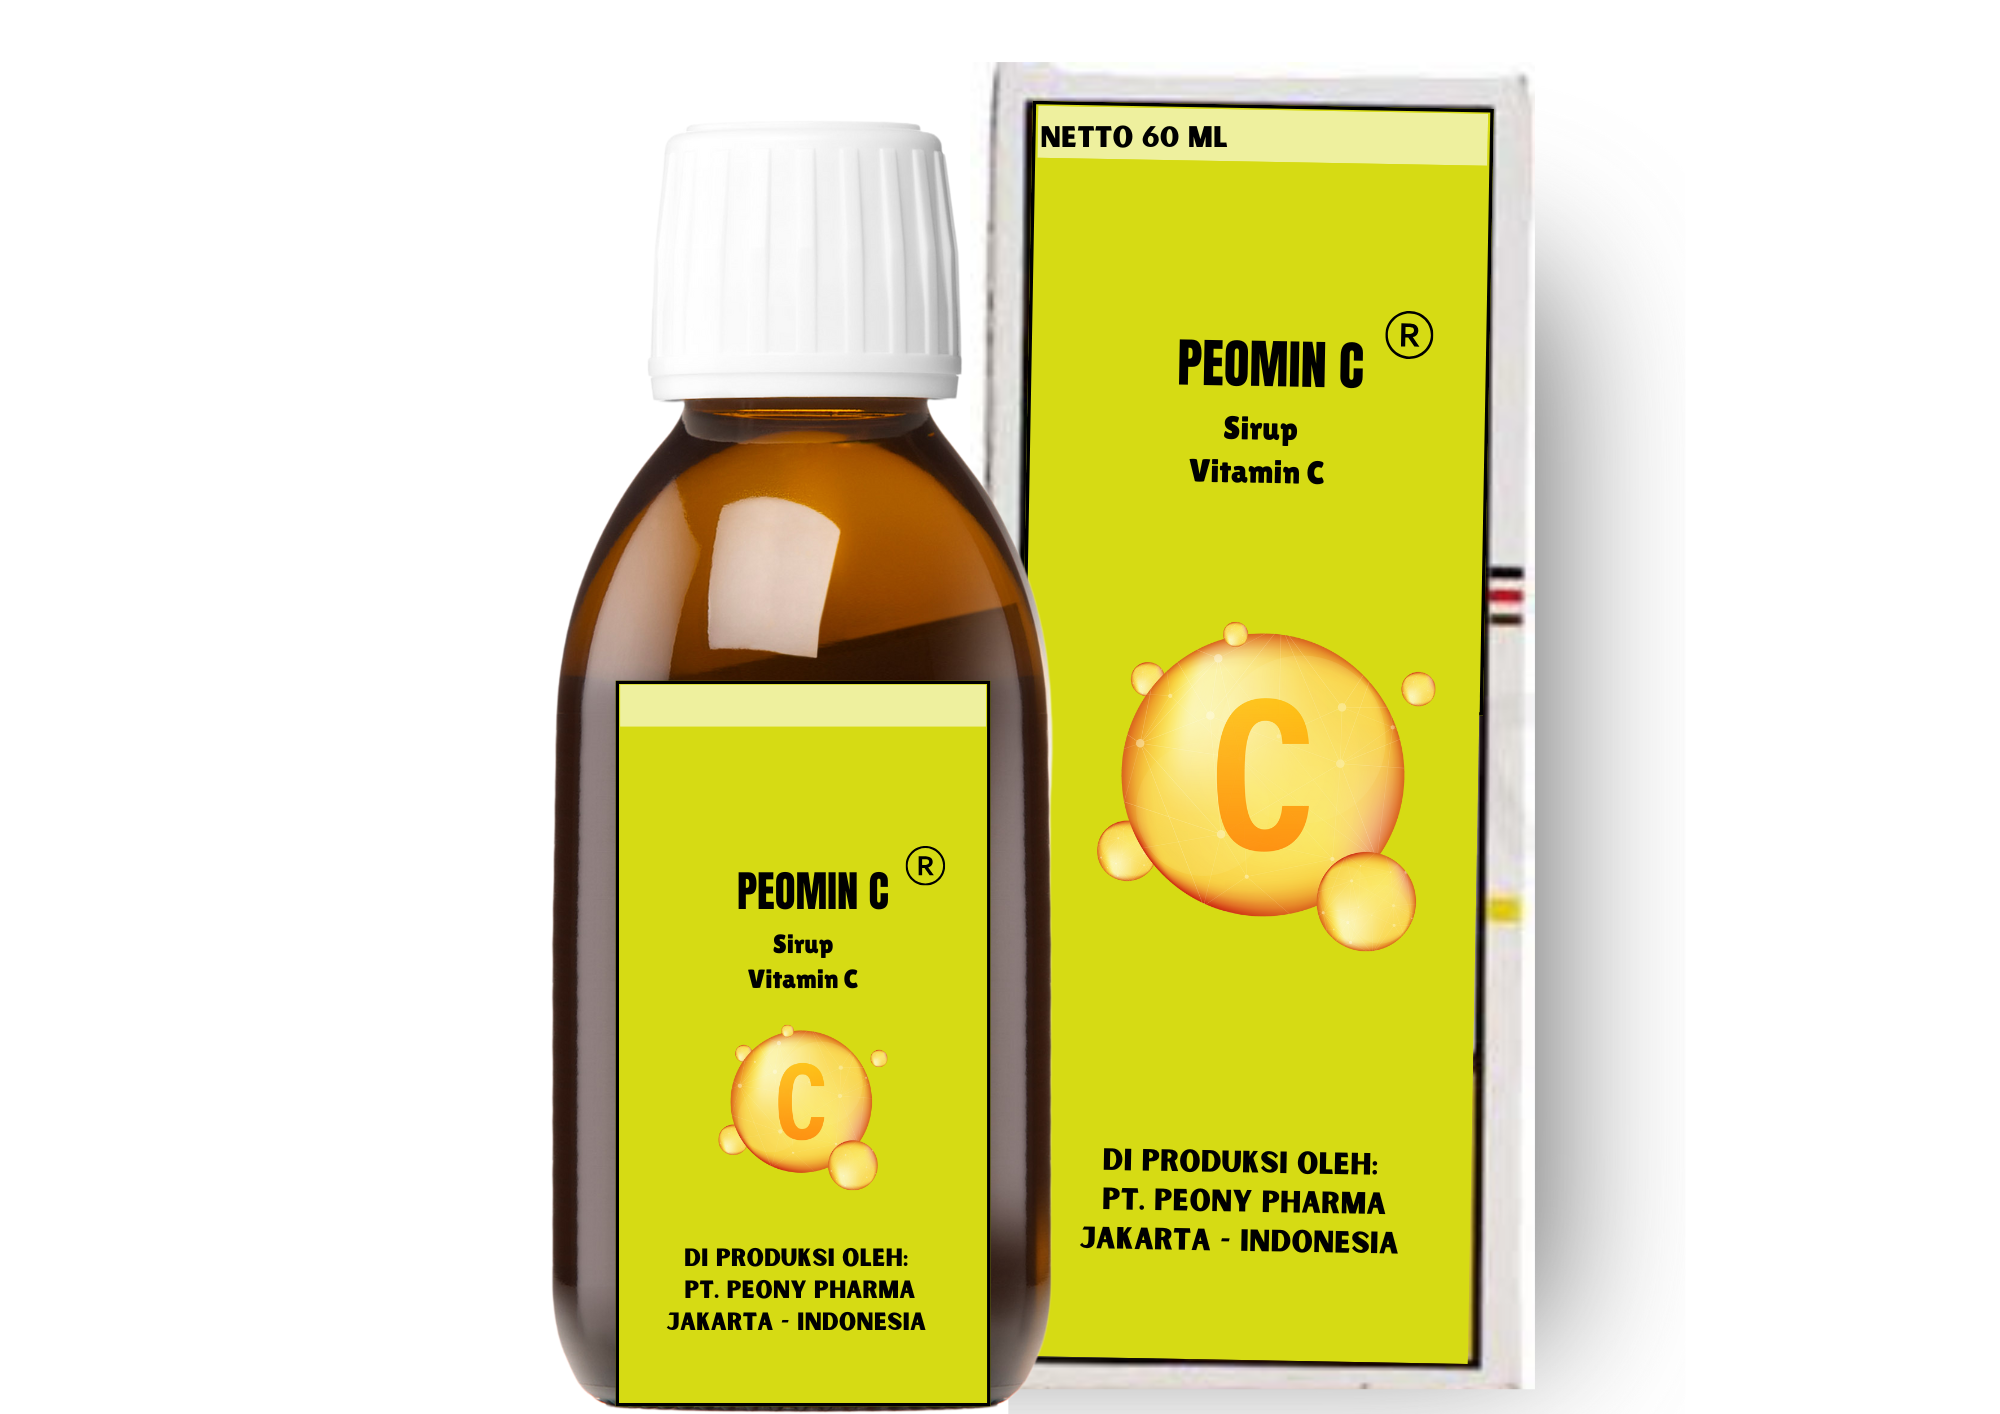 NETTO 60 ML
PEOMIN C ®
Sirup
Vitamin C
C
DI PRODUKSI OLEH:
PT. PEONY PHARMA
JAKARTA - INDONESIA
PEOMIN C ®
Sirup
Vitamin C
C
DI PRODUKSI OLEH:
PT. PEONY PHARMA
JAKARTA - INDONESIA